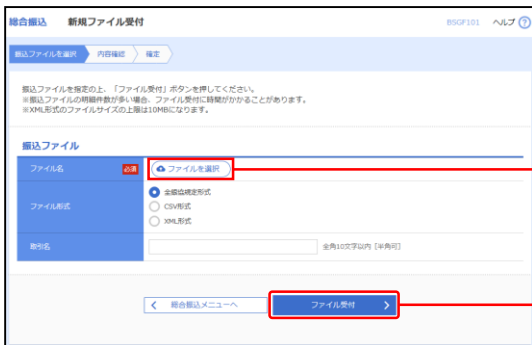 総合振込 新規ファイル受付 BSGF101 ヘルプ ?
振込ファイルを選択 内容確認 確定
振込ファイルを指定の上、「ファイル受付」ボタンを押してください。
※振込ファイルの明細件数が多い場合、ファイル受付に時間がかかることがあります。
※XML形式のファイルサイズの上限は10MBになります。
振込ファイル
ファイル名 必須 ファイルを選択
ファイル形式 全銀協規定形式
CSV形式
XML形式
取引名 全角10文字以内 [半角可]
総合振込メニューへ ファイル受付